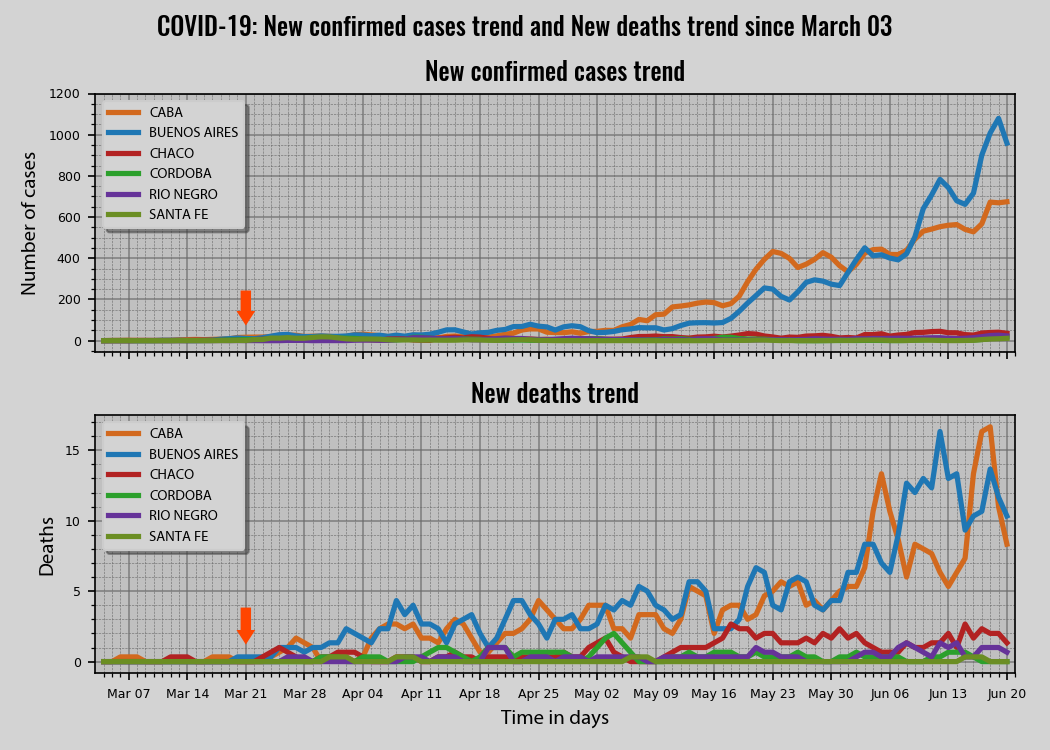 COVID-19: New confirmed cases trend and New deaths trend since March 03
New confirmed cases trend
1200
1000
800
600
400
200
0
Number of cases
CABA
BUENOS AIRES
CHACO
CORDOBA
RIO NEGRO
SANTA FE
New deaths trend
15
10
5
0
Deaths
CABA
BUENOS AIRES
CHACO
CORDOBA
RIO NEGRO
SANTA FE
Mar 07 Mar 14 Mar 21 Mar 28 Apr 04 Apr 11 Apr 18 Apr 25 May 02 May 09 May 16 May 23 May 30 Jun 06 Jun 13 Jun 20
Time in days